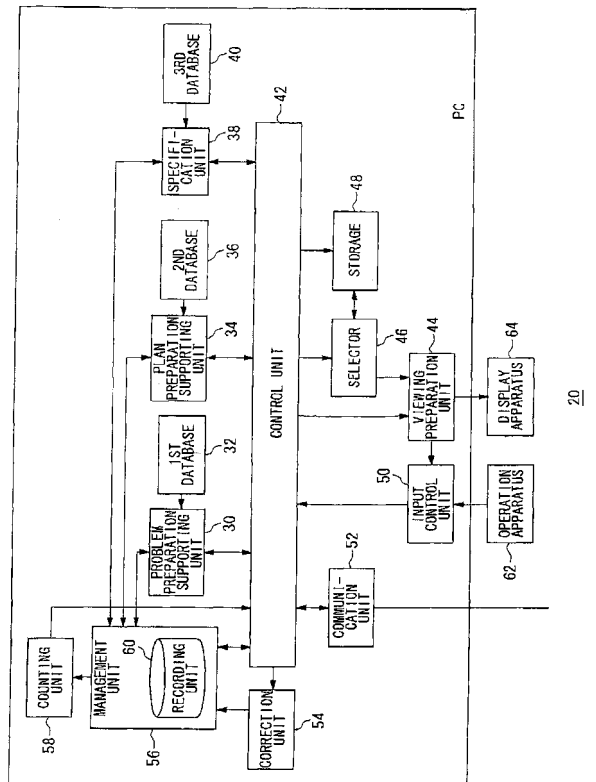 PC
3RD
DATABASE
40
SPECIFI-
CATION
UNIT
38
2ND
DATABASE
36
PLAN
PREPARATION
SUPPORTING
UNIT
34
1ST
DATABASE
32
PROBLEM
PREPARATION
SUPPORTING
UNIT
30
COUNTING
UNIT
58
MANAGEMENT
UNIT
60
RECORDING
UNIT
56
CORRECTION
UNIT
54
CONTROL UNIT
42
STORAGE
48
SELECTOR
46
VIEWING
PREPARATION
UNIT
44
INPUT
CONTROL
UNIT
50
COMMUNI-
CATION
UNIT
52
DISPLAY
APPARATUS
64
OPERATION
APPARATUS
62
20